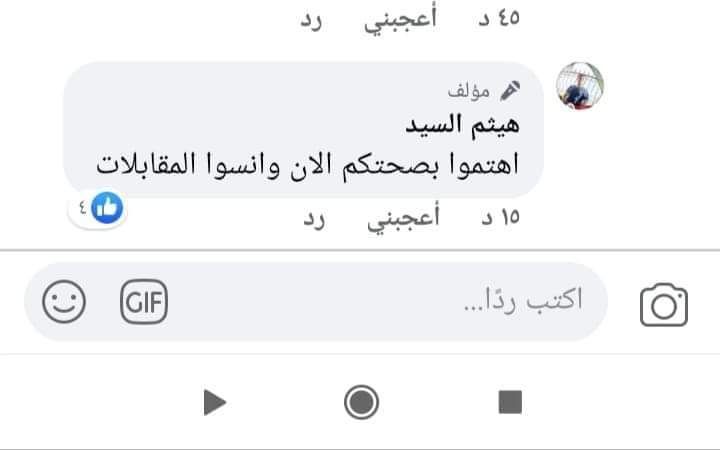 ٤٥ د أعجبني رد
مؤلف
هيثم السيد
اهتموا بصحتكم الان وانسوا المقابلات
١٥ د أعجبني رد
٤
اكتب ردًا...
GIF